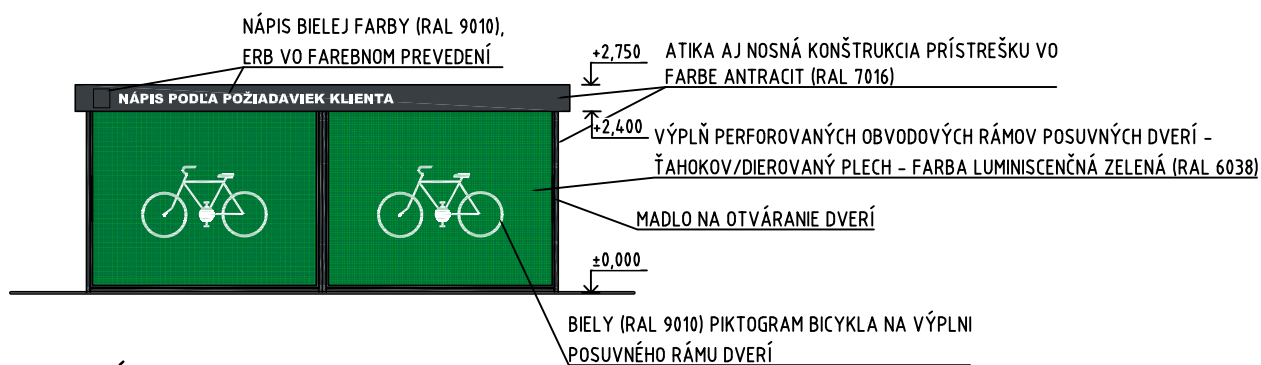 NÁPIS BIELEJ FARBY (RAL 9010),
ERB VO FAREBNOM PREVEDENÍ
+2,750
ATIKA AJ NOSNÁ KONŠTRUKCIA PRÍSTREŠKU VO
FARBE ANTRACIT (RAL 7016)
NÁPIS PODĽA POŽIADAVIEK KLIENTA
+2,400
VÝPLŇ PERFOROVANÝCH OBVODOVÝCH RÁMOV POSUVNÝCH DVERÍ –
ŤAHOKOV/DIEROVANÝ PLECH – FARBA LUMINISCENČNÁ ZELENÁ (RAL 6038)
MADLO NA OTVÁRANIE DVERÍ
±0,000
BIELY (RAL 9010) PIKTOGRAM BICYKLA NA VÝPLNI
POSUVNÉHO RÁMU DVERÍ